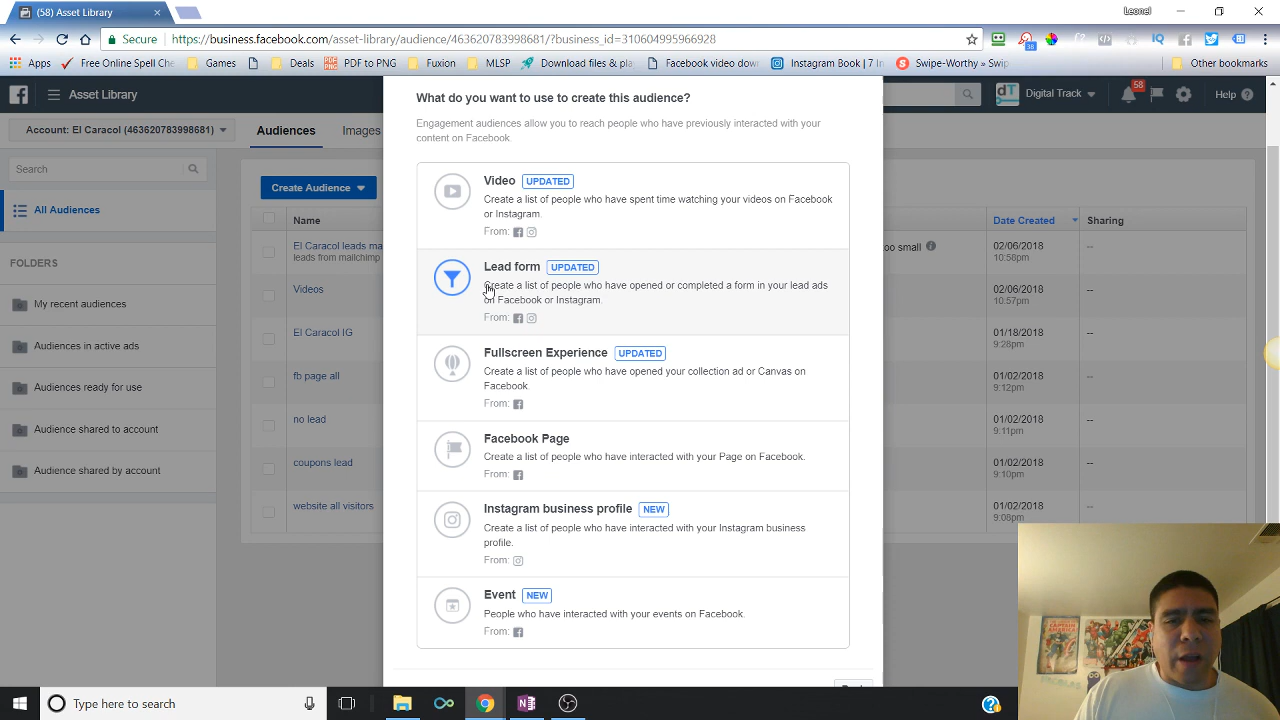 (58) Asset Library
Leonel
Secure https://business.facebook.com/asset-library/audience/463620783998681/?business_id=310604995966928
38
Apps Free Online Spell Che Games Deals PDF to PNG Fuxion MLSP Download files & pla Facebook video down Instagram Book | 7 In Swipe-Worthy » Swip Other bookmarks
Asset Library
Digital Track 58 Help
Account: El Caracol (463620783998681) Audiences Images
Search
All Audiences
FOLDERS
My recent audiences
Audiences in active ads
Audiences ready for use
Audience shared to account
Audience shared by account
Create Audience
Name Date Created Sharing
El Caracol leads ma oo small 02/06/2018 --
leads from mailchimp 10:58pm
Videos 02/06/2018 --
10:57pm
El Caracol IG 01/18/2018 --
9:28pm
fb page all 01/02/2018 --
9:12pm
no lead 01/02/2018 --
9:11pm
coupons lead 01/02/2018 --
9:10pm
website all visitors 01/02/2018 --
9:08pm
What do you want to use to create this audience?
Engagement audiences allow you to reach people who have previously interacted with your
content on Facebook.
Video UPDATED
Create a list of people who have spent time watching your videos on Facebook
or Instagram.
From:
Lead form UPDATED
Create a list of people who have opened or completed a form in your lead ads
on Facebook or Instagram.
From:
Fullscreen Experience UPDATED
Create a list of people who have opened your collection ad or Canvas on
Facebook.
From:
Facebook Page
Create a list of people who have interacted with your Page on Facebook.
From:
Instagram business profile NEW
Create a list of people who have interacted with your Instagram business
profile.
From:
Event NEW
People who have interacted with your events on Facebook.
From:
CAPTAIN AMERICA
Type here to search